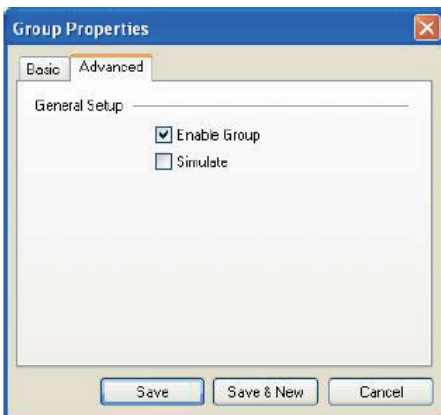 Group Properties
Basic Advanced
General Setup
Enable Group
Simulate
Save Save & New Cancel